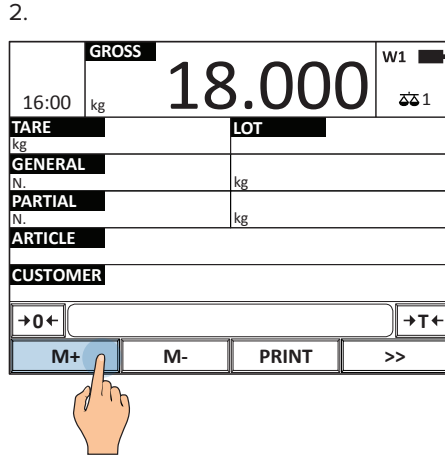 2.
GROSS
W1
16:00 kg 18.000 1
TARE LOT
kg
GENERAL
N. kg
PARTIAL
N. kg
ARTICLE
CUSTOMER
→0← →T←
M+ M- PRINT >>